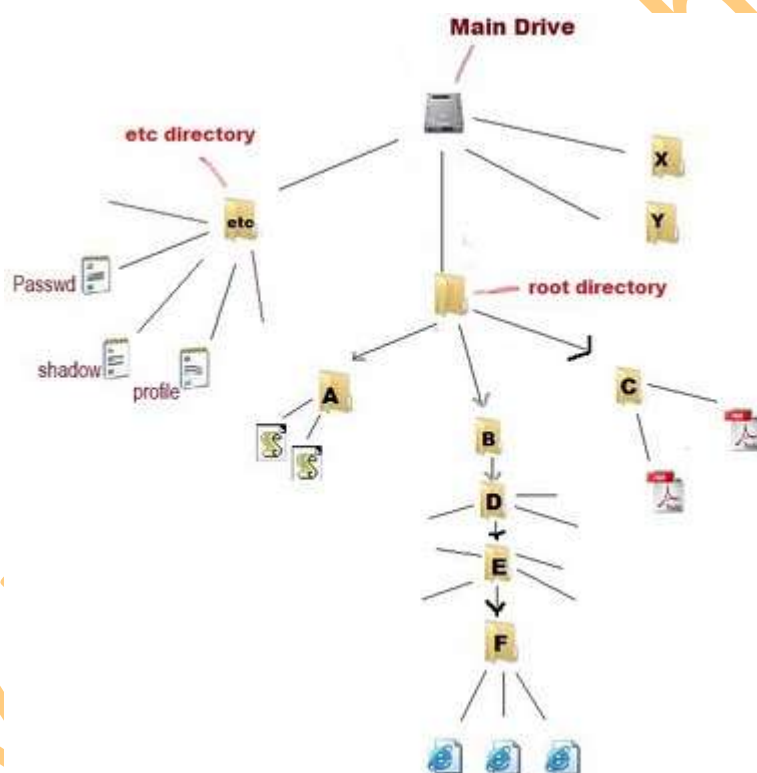 Main Drive
etc directory
X
etc
Y
Passwd
root directory
shadow
profile
A
C
B
D
E
F